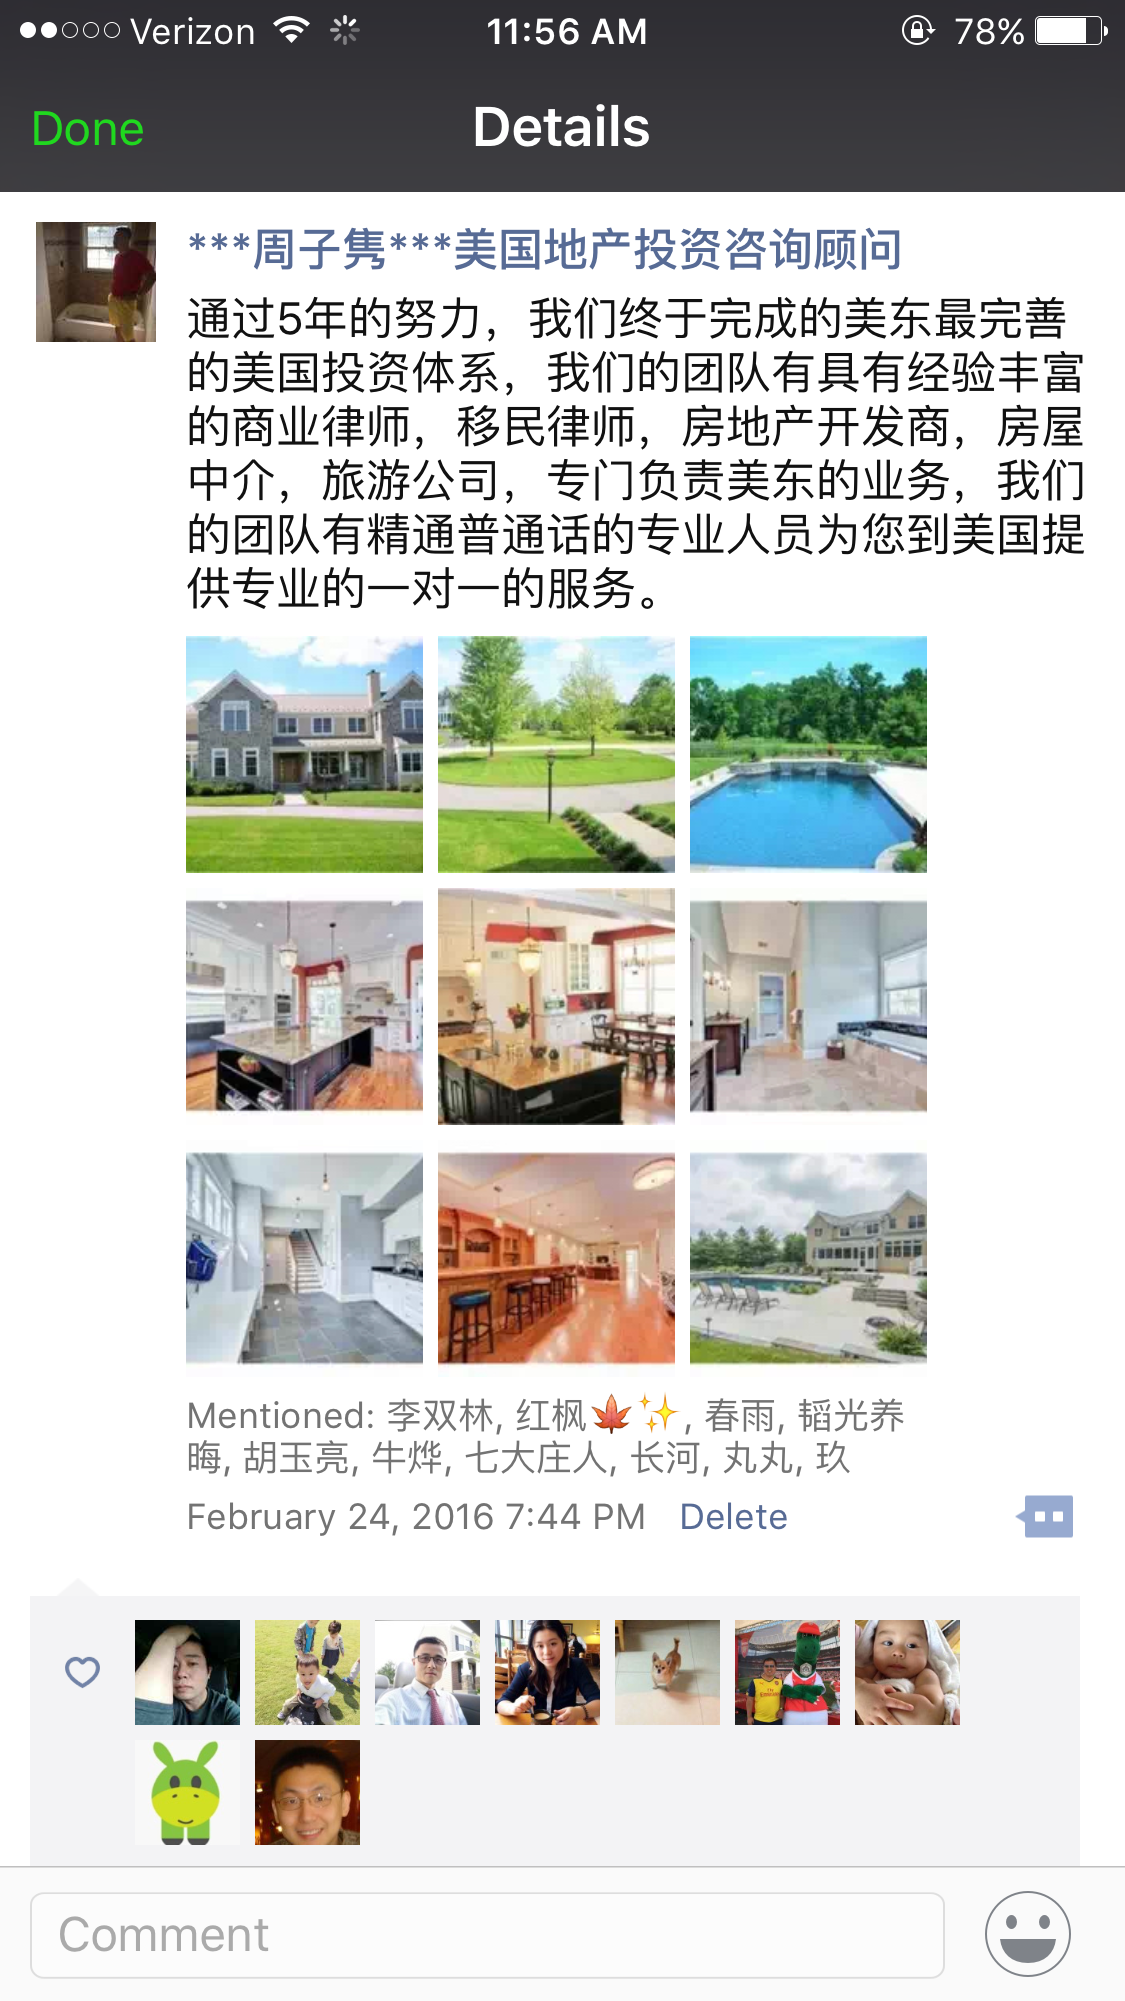 Verizon 11:56 AM 78%
Done Details
***周子隽***美国地产投资咨询顾问
通过5年的努力，我们终于完成的美东最完善
的美国投资体系，我们的团队有具有经验丰富
的商业律师，移民律师，房地产开发商，房屋
中介，旅游公司，专门负责美东的业务，我们
的团队有精通普通话的专业人员为您到美国提
供专业的一对一的服务。
Mentioned: 李双林, 红枫🍁✨, 春雨, 韬光养
晦, 胡玉亮, 牛烨, 七大庄人, 长河, 丸丸, 玖
February 24, 2016 7:44 PM Delete
Comment